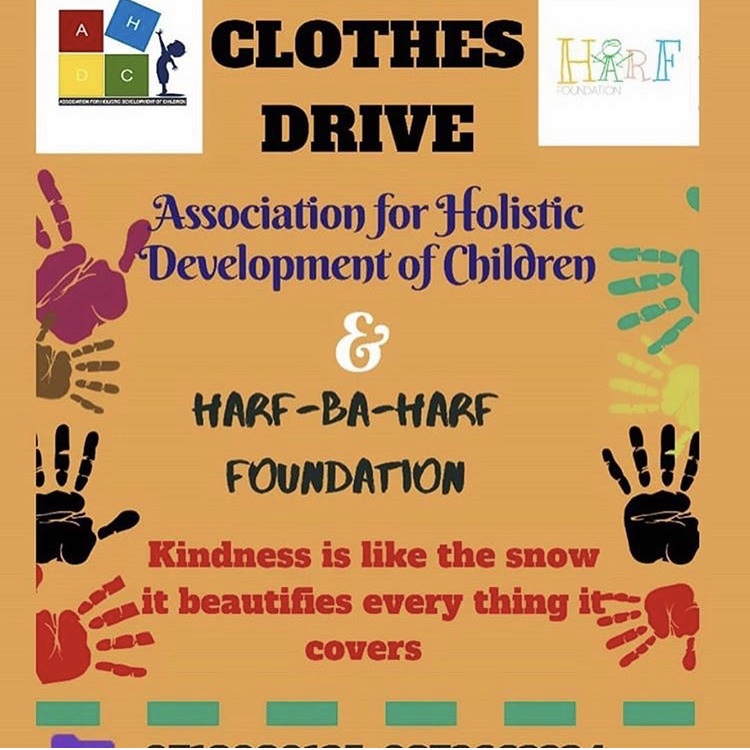 A
H
D
C
ASSOCIATION FOR HOLISTIC DEVELOPMENT OF CHILDREN
CLOTHES
DRIVE
HARF
FOUNDATION
Association for Holistic
Development of Children
&
HARF-BA-HARF
FOUNDATION
Kindness is like the snow
it beautifies every thing it
covers